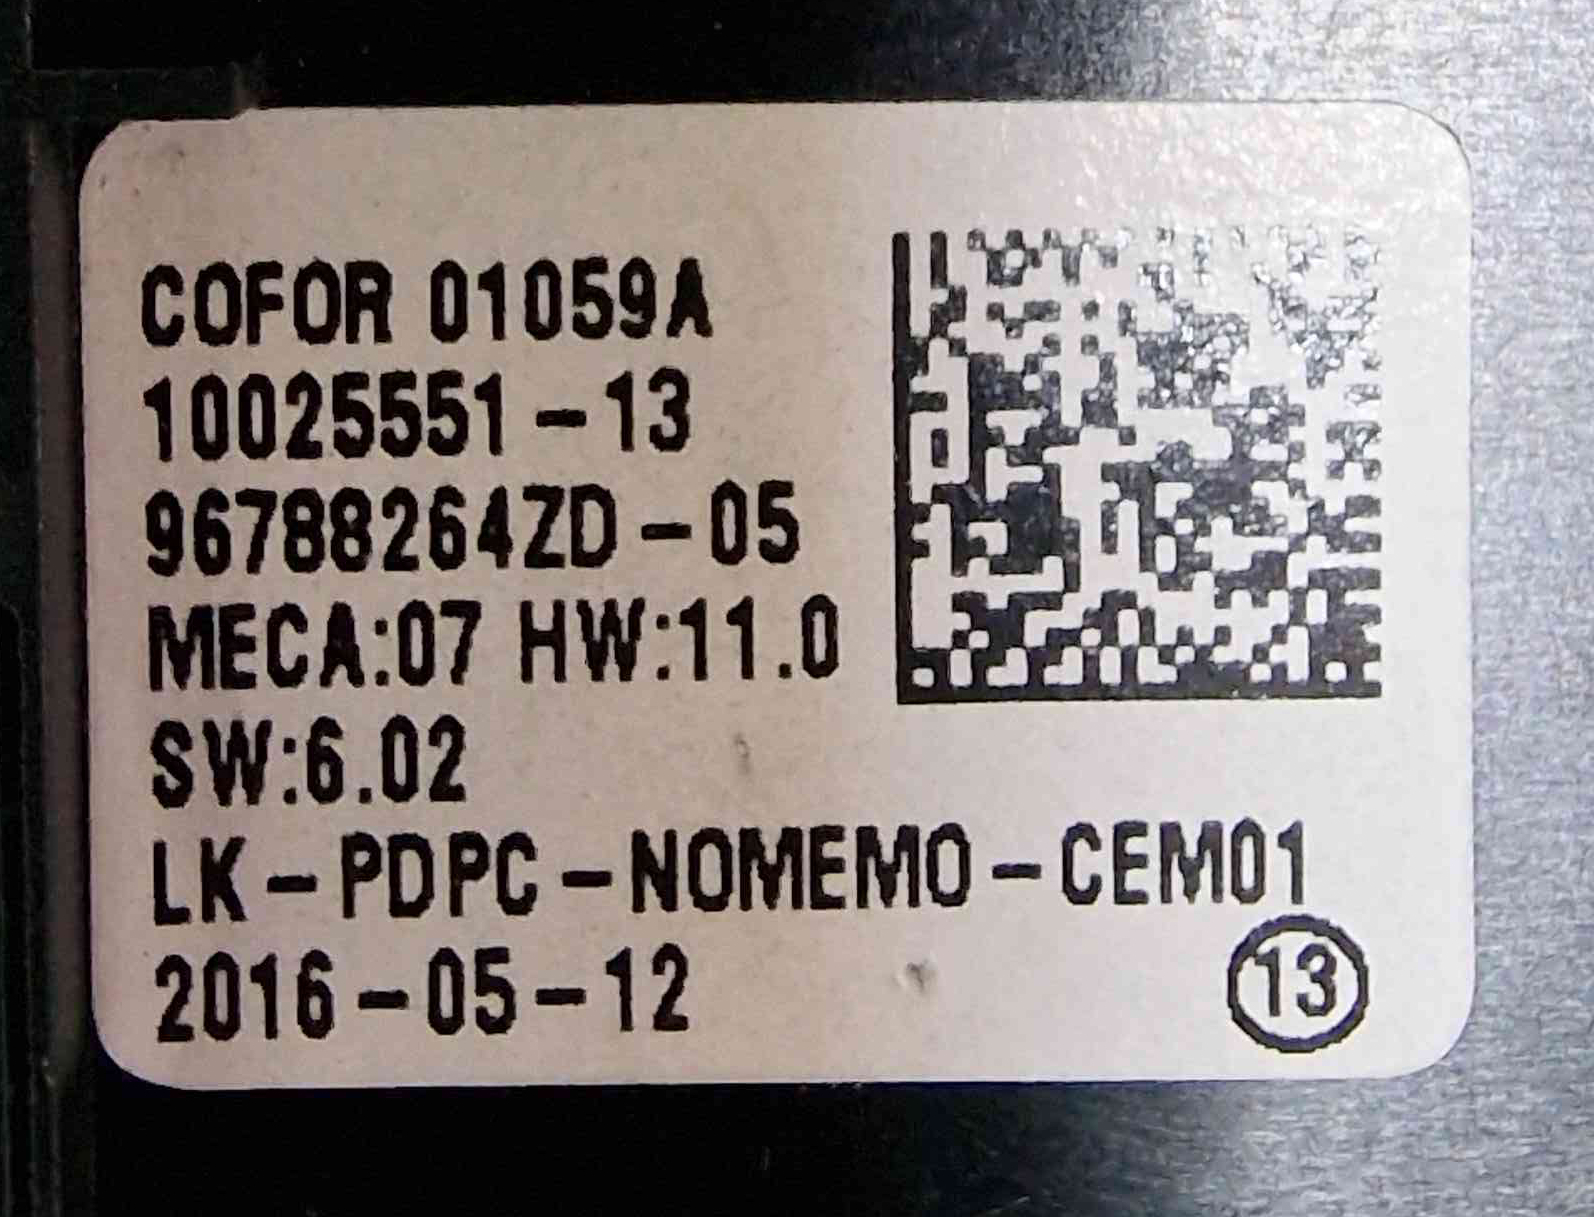 COFOR 01059A
10025551-13
96788264ZD-05
MECA:07 HW:11.0
SW:6.02
LK-PDPC-NOMEMO-CEM01
2016-05-12
13